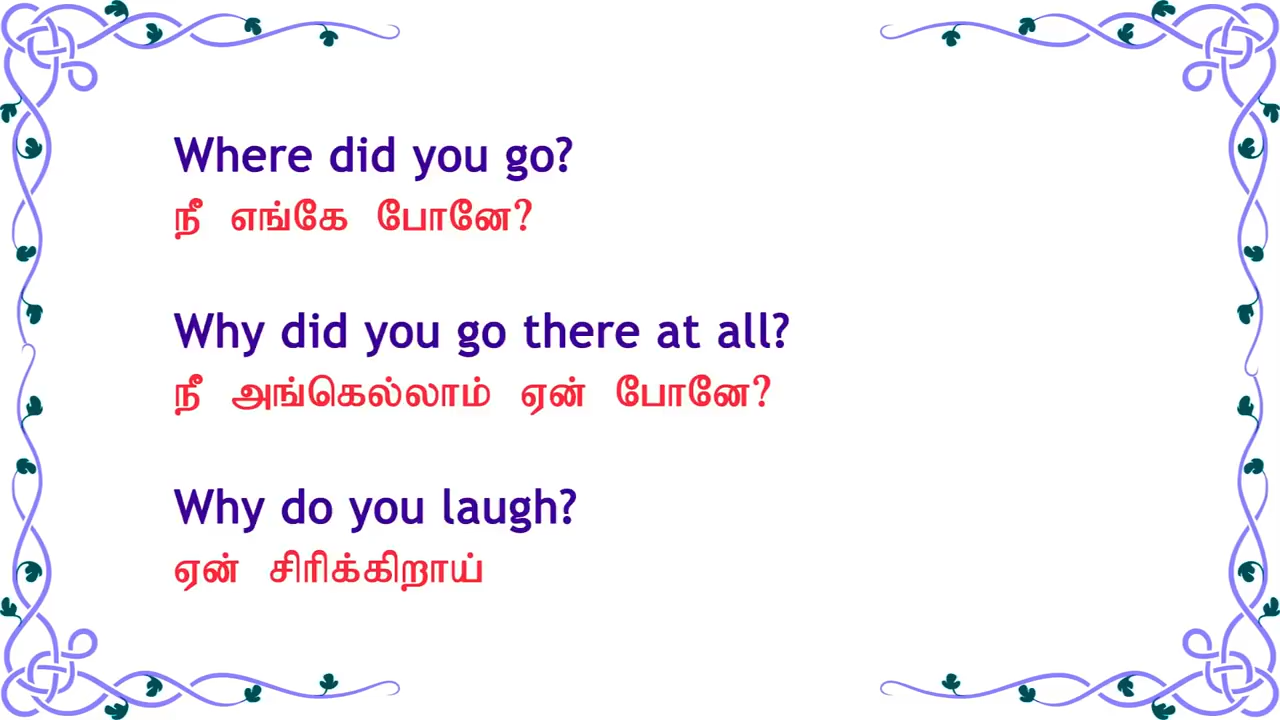 Where did you go?
நீ எங்கே போனே?
Why did you go there at all?
நீ அங்கெல்லாம் ஏன் போனே?
Why do you laugh?
ஏன் சிரிக்கிறாய்